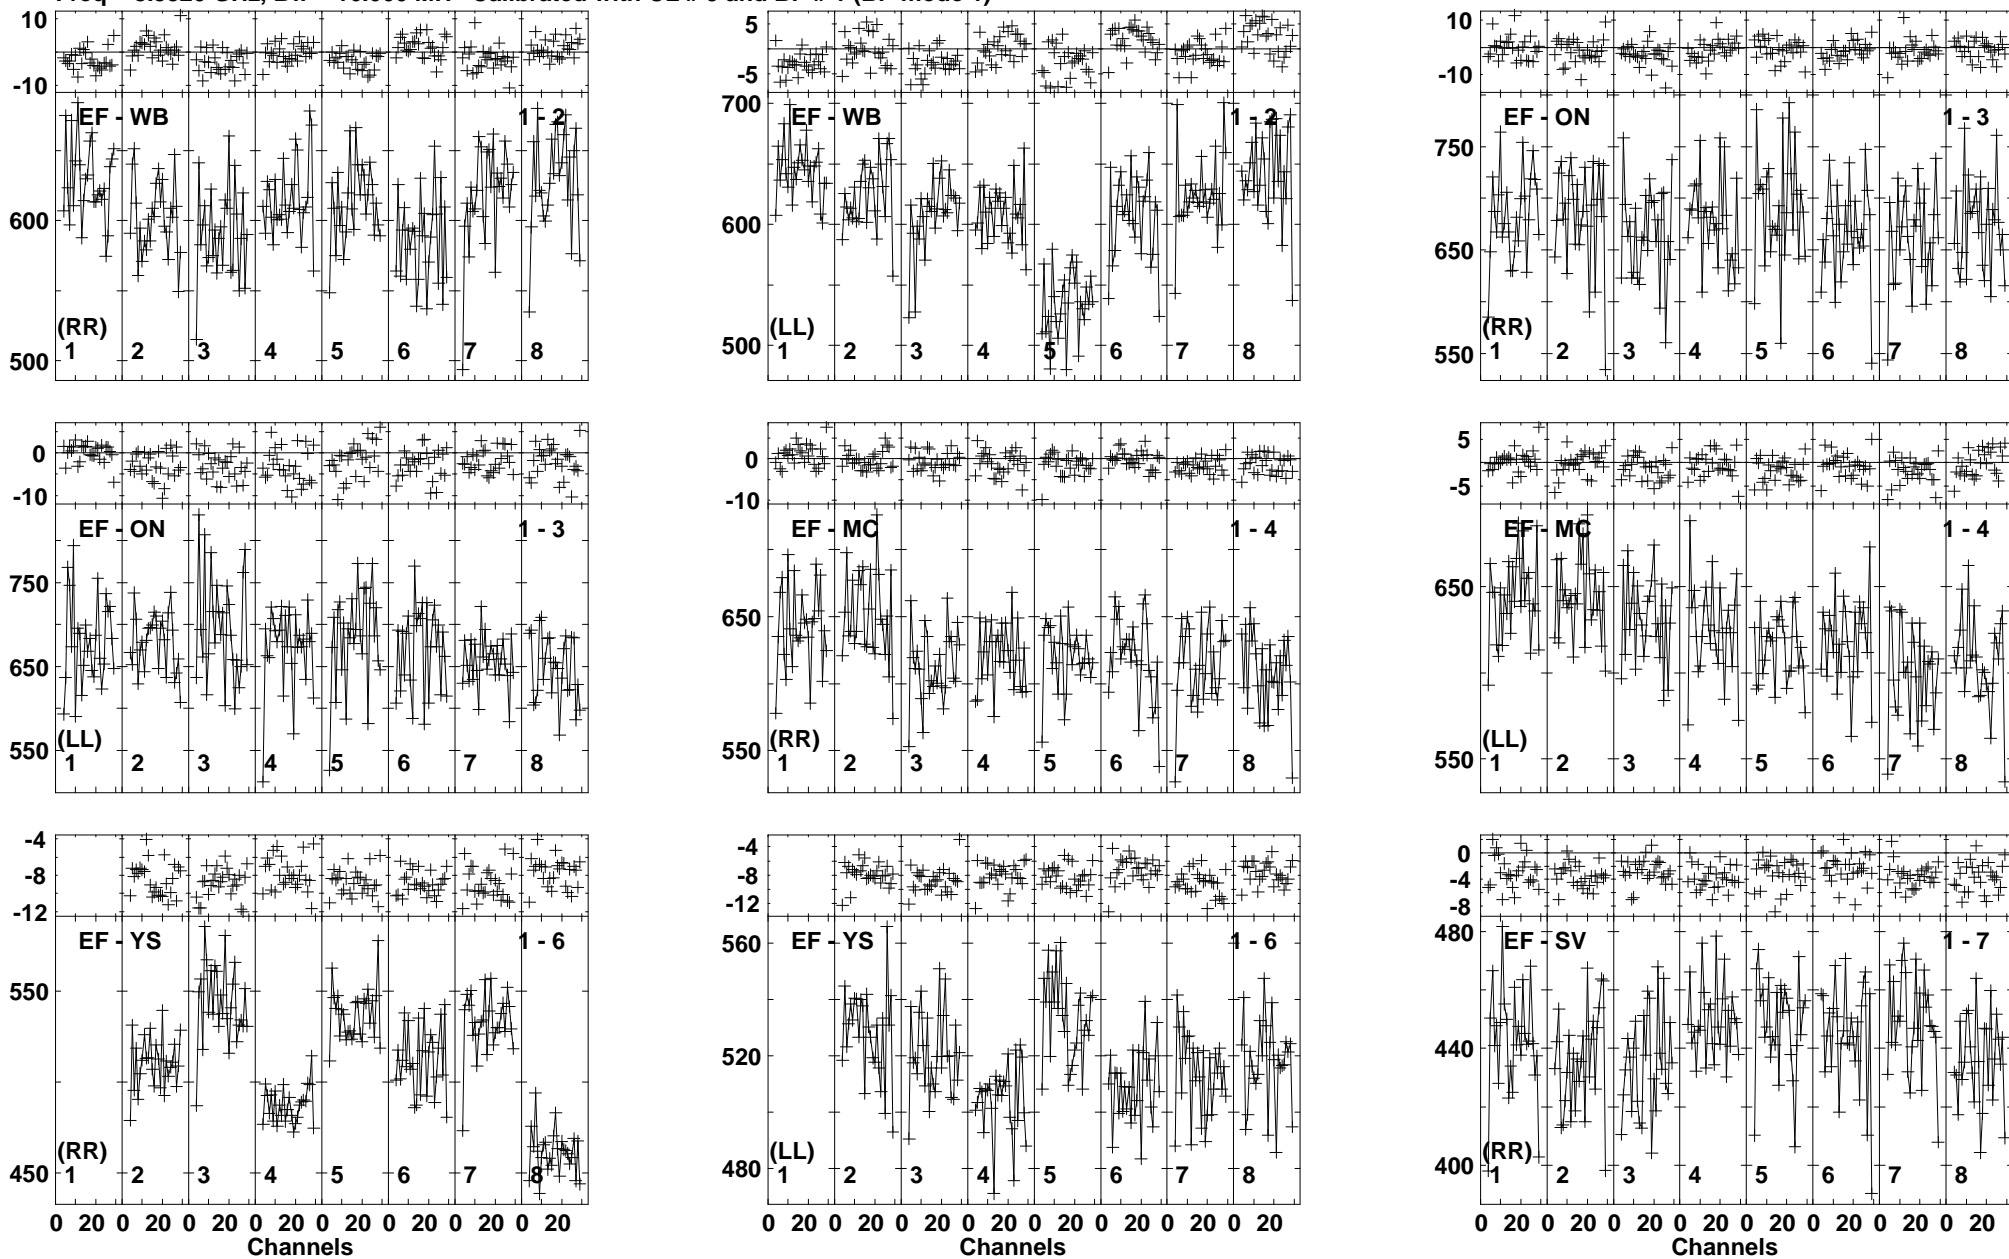 10 0 -10 5 -5 10 0 -10
EF - WB 1 - 2 700 EF - WB 1 - 2 EF - ON 1 - 3
750
600 600 650
(RR) 500 (LL) 500 (RR) 550
1 2 3 4 5 6 7 8 1 2 3 4 5 6 7 8 1 2 3 4 5 6 7 8
0 -10 0 -10 5 -5
EF - ON 1 - 3 EF - MC 1 - 4 EF - MC 1 - 4
750 650 650
650
(LL) 550 (RR) 550 (LL) 550
1 2 3 4 5 6 7 8 1 2 3 4 5 6 7 8 1 2 3 4 5 6 7 8
-4 -8 -12 -4 -8 -12 0 -4 -8
EF - YS 1 - 6 EF - YS 1 - 6 EF - SV 1 - 7
550 560 480
520 440
(RR) 450 (LL) 480 (RR) 400
1 2 3 4 5 6 7 8 1 2 3 4 5 6 7 8 1 2 3 4 5 6 7 8
0 20 0 20 0 20 0 20 0 20 0 20 0 20 0 20 0 20 0 20 0 20 0 20 0 20 0 20 0 20 0 20 0 20 0 20 0 20 0 20 0 20 0 20 0 20 0 20
Channels Channels Channels